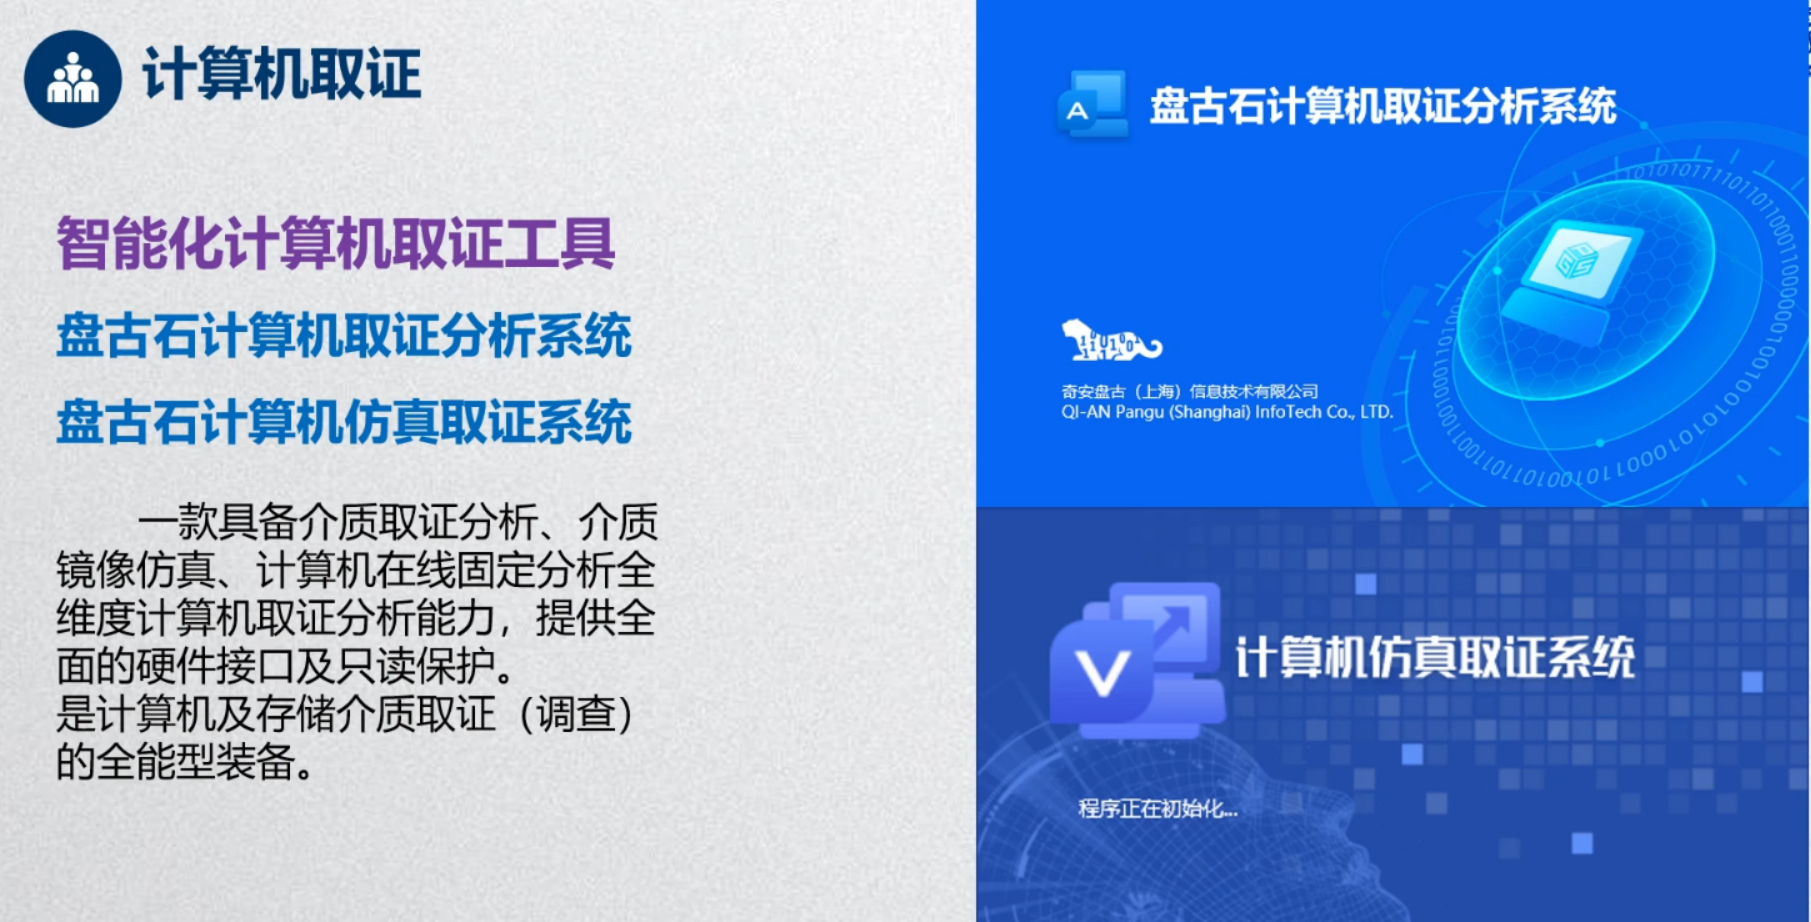 计算机取证
智能化计算机取证工具
盘古石计算机取证分析系统
盘古石计算机仿真取证系统
一款具备介质取证分析、介质
镜像仿真、计算机在线固定分析全
维度计算机取证分析能力，提供全
面的硬件接口及只读保护。
是计算机及存储介质取证（调查）
的全能型装备。
A
盘古石计算机取证分析系统
奇安盘古（上海）信息技术有限公司
QI-AN Pangu (Shanghai) InfoTech Co., LTD.
V
计算机仿真取证系统
程序正在初始化...